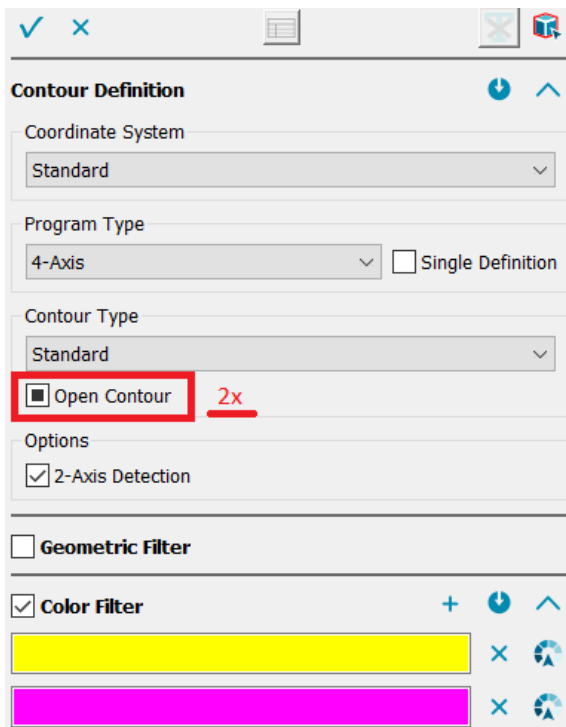 Contour Definition
Coordinate System
Standard
Program Type
4-Axis
Single Definition
Contour Type
Standard
Open Contour
2x
Options
2-Axis Detection
Geometric Filter
Color Filter